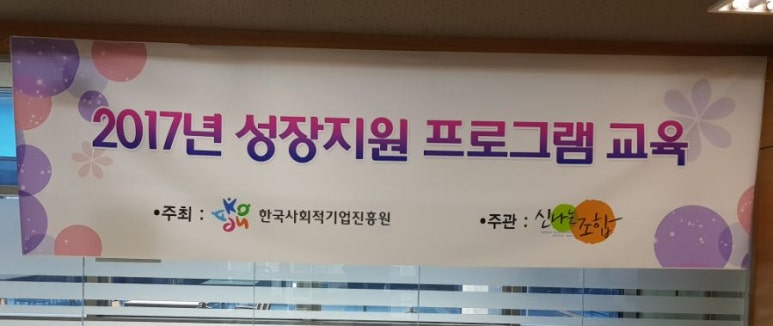 2017년 성장지원 프로그램 교육
•주최 : 한국사회적기업진흥원 •주관 : 신나는조합